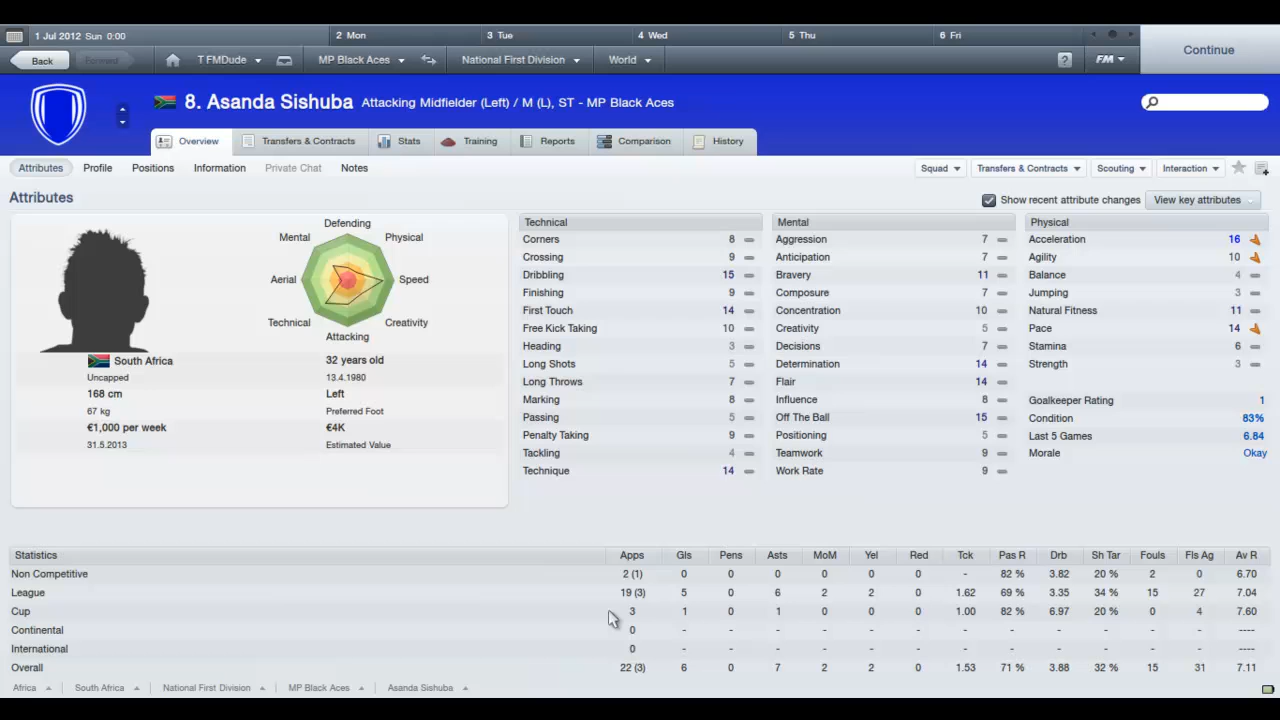 1 Jul 2012 Sun 0:00 2 Mon 3 Tue 4 Wed 5 Thu 6 Fri
Continue
Back Forward T FMDude MP Black Aces National First Division World ? FM
8. Asanda Sishuba Attacking Midfielder (Left) / M (L), ST - MP Black Aces
Overview Transfers & Contracts Stats Training Reports Comparison History
Attributes Profile Positions Information Private Chat Notes Squad Transfers & Contracts Scouting Interaction
Attributes Show recent attribute changes View key attributes
Defending
Mental Physical
Aerial Speed
Technical Creativity
Attacking
South Africa 32 years old
Uncapped 13.4.1980
168 cm Left
67 kg Preferred Foot
€1,000 per week €4K
31.5.2013 Estimated Value
Technical
Corners 8
Crossing 9
Dribbling 15
Finishing 9
First Touch 14
Free Kick Taking 10
Heading 3
Long Shots 5
Long Throws 7
Marking 8
Passing 5
Penalty Taking 9
Tackling 4
Technique 14
Mental
Aggression 7
Anticipation 7
Bravery 11
Composure 7
Concentration 10
Creativity 5
Decisions 7
Determination 14
Flair 14
Influence 8
Off The Ball 15
Positioning 5
Teamwork 9
Work Rate 9
Physical
Acceleration 16
Agility 10
Balance 4
Jumping 3
Natural Fitness 11
Pace 14
Stamina 6
Strength 3
Goalkeeper Rating 1
Condition 83%
Last 5 Games 6.84
Morale Okay
Statistics Apps Gls Pens Asts MoM Yel Red Tck Pas R Drb Sh Tar Fouls Fls Ag Av R
Non Competitive 2 (1) 0 0 0 0 0 0 - 82 % 3.82 20 % 2 0 6.70
League 19 (3) 5 0 6 2 2 0 1.62 69 % 3.35 34 % 15 27 7.04
Cup 3 1 0 1 0 0 0 1.00 82 % 6.97 20 % 0 4 7.60
Continental 0 - - - - - - - - - - - - ----
International 0 - - - - - - - - - - - - ----
Overall 22 (3) 6 0 7 2 2 0 1.53 71 % 3.88 32 % 15 31 7.11
Africa South Africa National First Division MP Black Aces Asanda Sishuba